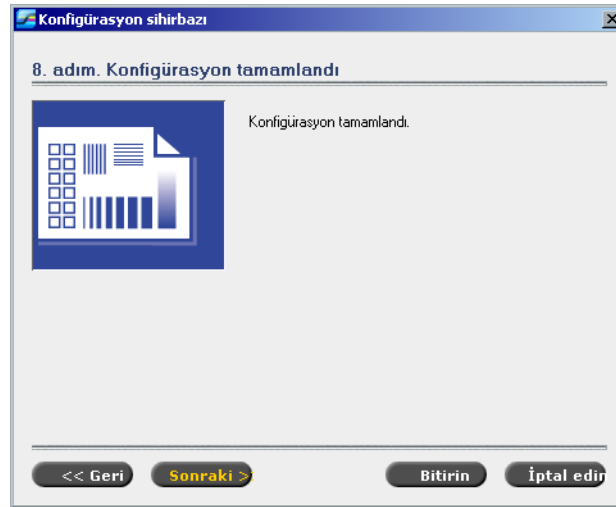 Konfigürasyon sihirbazı
8. adım. Konfigürasyon tamamlandı
Konfigürasyon tamamlandı.
<< Geri
Sonraki >
Bitirin
İptal edin